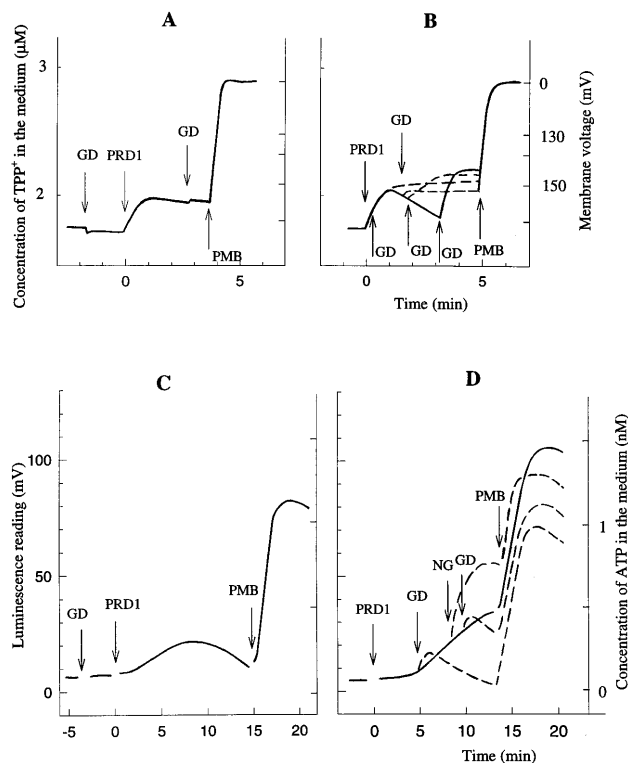 A
B
Concentration of TPP+ in the medium (μM)
3
2
GD
PRD1
GD
PMB
0
5
GD
PRD1
GD
GD
GD
PMB
0
130
150
Membrane voltage (mV)
0
5
Time (min)
C
D
Luminescence reading (mV)
100
50
0
GD
PRD1
PMB
-5
0
5
10
15
20
PRD1
GD
NG
GD
PMB
1
0
Concentration of ATP in the medium (nM)
0
5
10
15
20
Time (min)